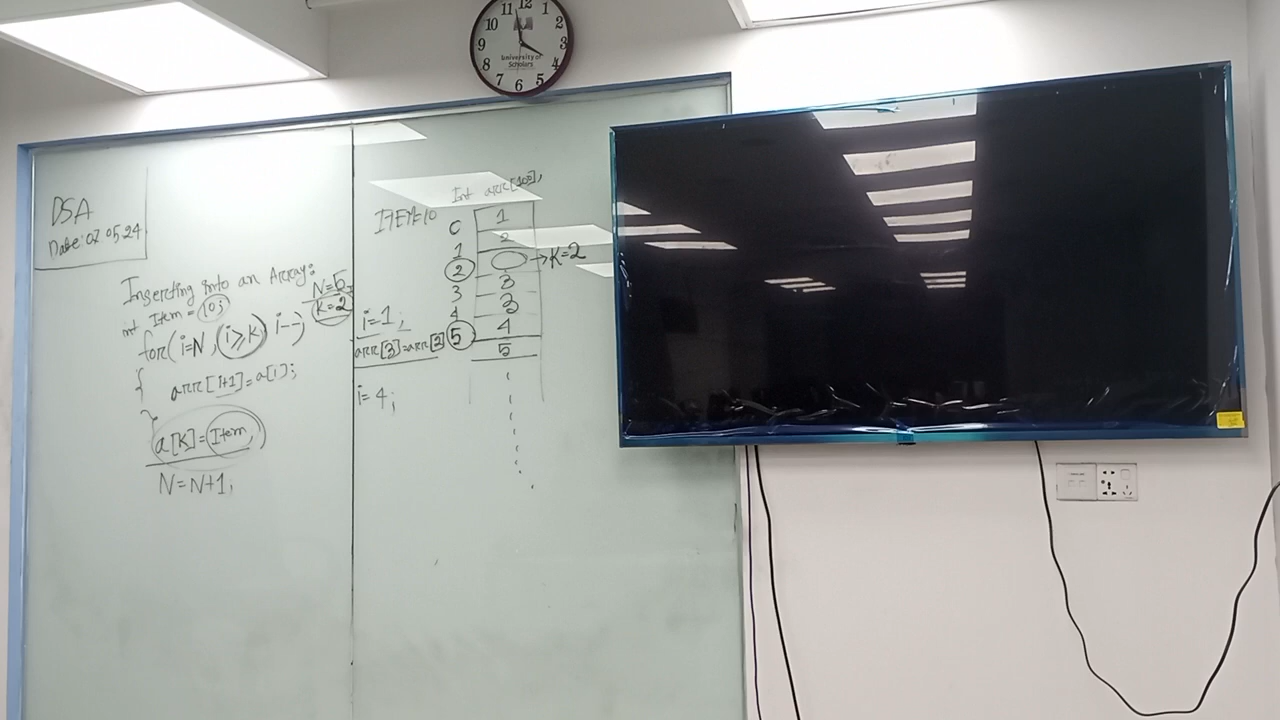 11 12 1
10 2
9 3
8 4
7 6 5
University of
Scholars
DSA
Date: 02 05 24
Inserting into an Array:
int Item = 10;
N=5,
K=2
for(i=N, i≥K) i--)
{
arr[i+1]=a[i];
}
a[K]=Item,
N=N+1,
i=1;
arr[3]=arr[2]
i=4;
ITEM=10
Int arr[100],
0 1
1 2
2 →K=2
3 3
4 3
5 4
5